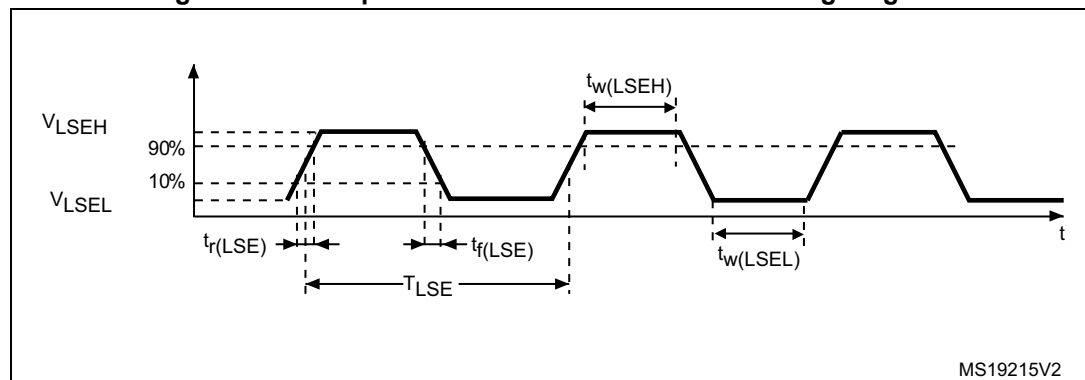 VLSEH
90%
10%
VLSEL
tr(LSE)
tf(LSE)
TLSE
tw(LSEH)
tw(LSEL)
t
MS19215V2